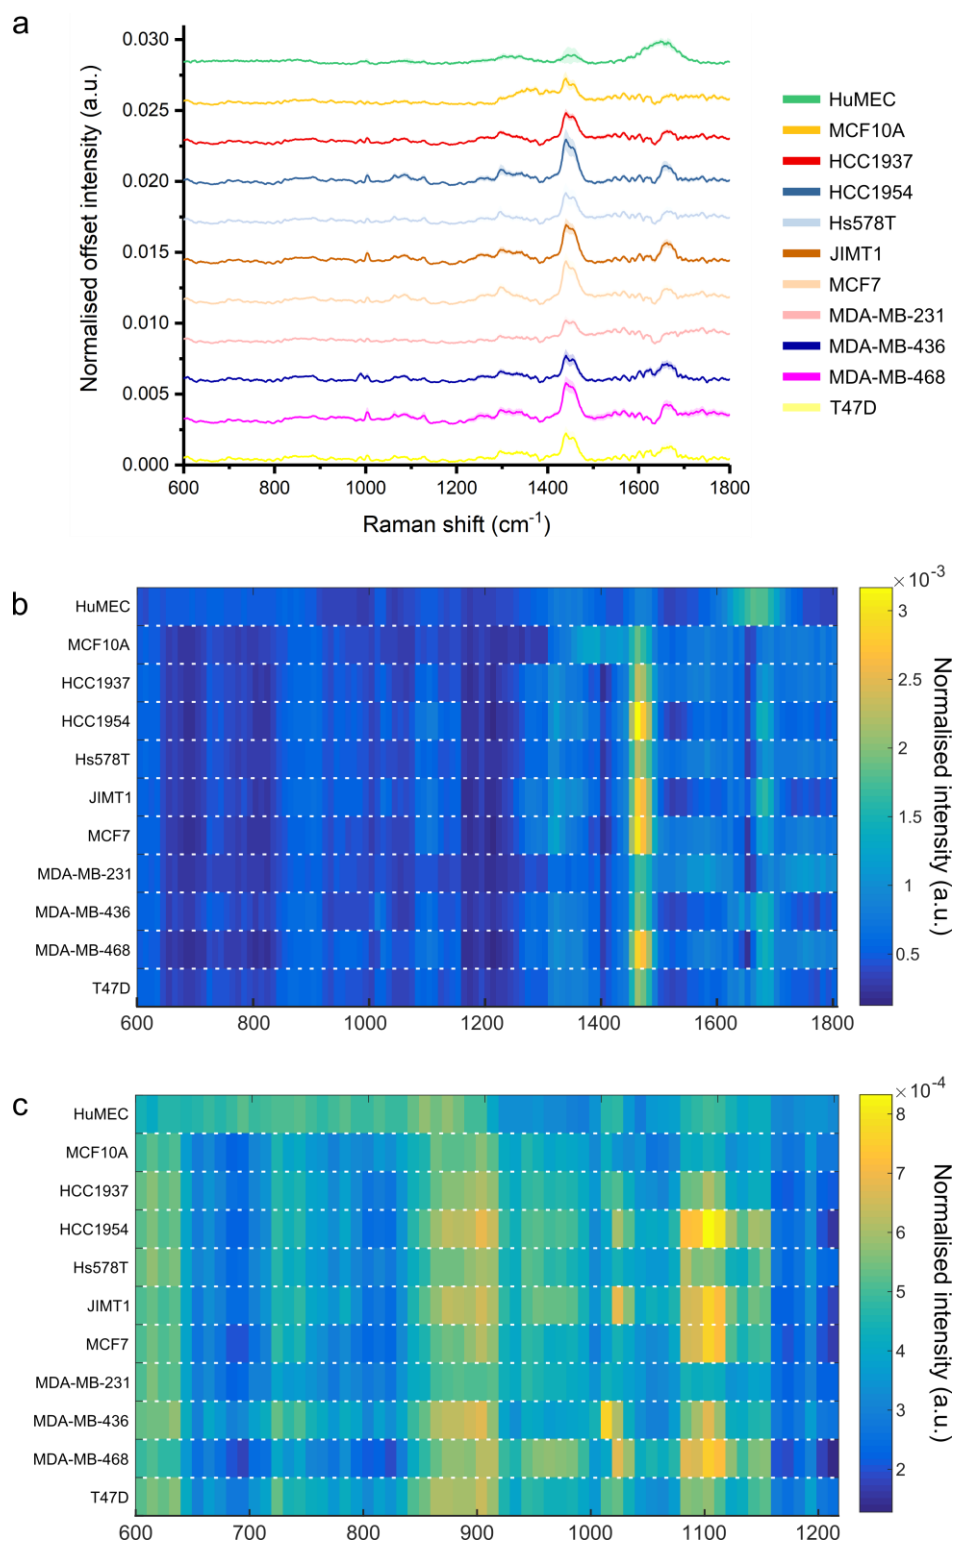 a
Normalised offset intensity (a.u.)
0.030
0.025
0.020
0.015
0.010
0.005
0.000
600 800 1000 1200 1400 1600 1800
Raman shift (cm⁻¹)
HuMEC
MCF10A
HCC1937
HCC1954
Hs578T
JIMT1
MCF7
MDA-MB-231
MDA-MB-436
MDA-MB-468
T47D
b
HuMEC
MCF10A
HCC1937
HCC1954
Hs578T
JIMT1
MCF7
MDA-MB-231
MDA-MB-436
MDA-MB-468
T47D
600 800 1000 1200 1400 1600 1800
×10⁻³
3
2.5
2
1.5
1
0.5
Normalised intensity (a.u.)
c
HuMEC
MCF10A
HCC1937
HCC1954
Hs578T
JIMT1
MCF7
MDA-MB-231
MDA-MB-436
MDA-MB-468
T47D
600 700 800 900 1000 1100 1200
×10⁻⁴
8
7
6
5
4
3
2
Normalised intensity (a.u.)